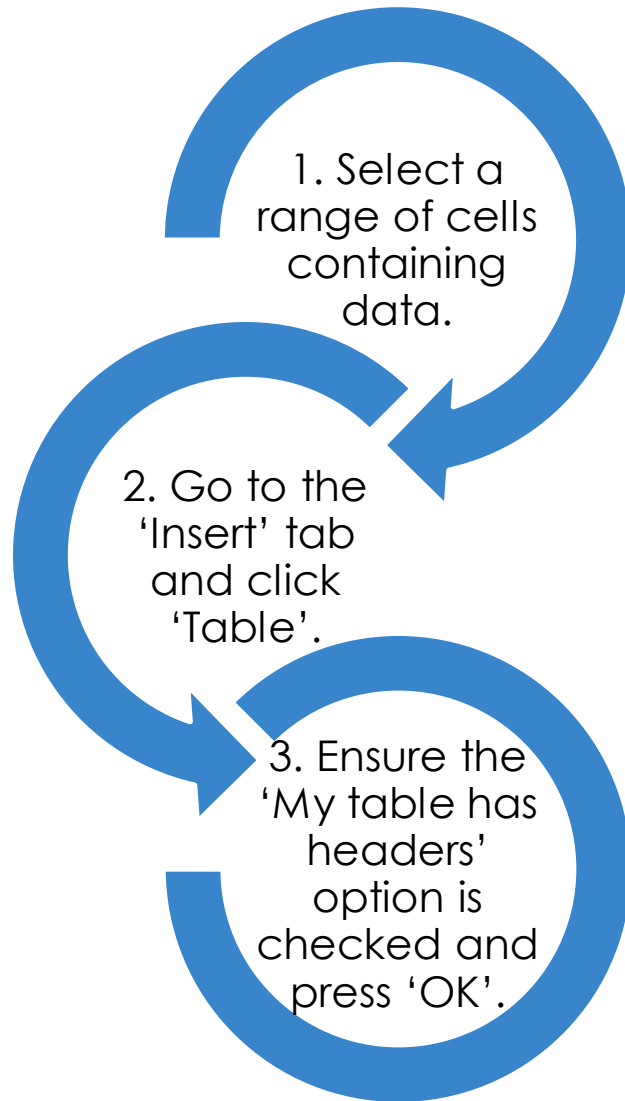 1. Select a
range of cells
containing
data.
2. Go to the
‘Insert’ tab
and click
‘Table’.
3. Ensure the
‘My table has
headers’
option is
checked and
press ‘OK’.